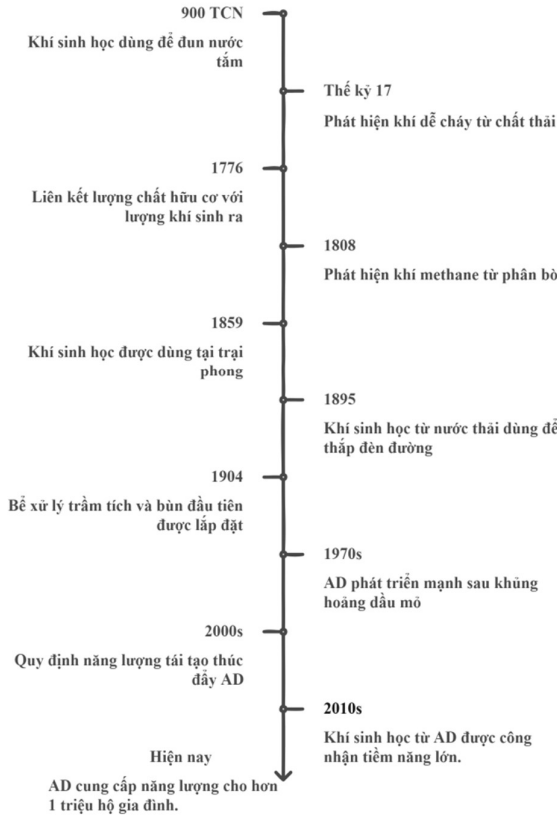 900 TCN
Khí sinh học dùng để đun nước
tắm
Thế kỷ 17
Phát hiện khí dễ cháy từ chất thải
1776
Liên kết lượng chất hữu cơ với
lượng khí sinh ra
1808
Phát hiện khí methane từ phân bò
1859
Khí sinh học được dùng tại trại
phong
1895
Khí sinh học từ nước thải dùng để
thắp đèn đường
1904
Bể xử lý trầm tích và bùn đầu tiên
được lắp đặt
1970s
AD phát triển mạnh sau khủng
hoảng dầu mỏ
2000s
Quy định năng lượng tái tạo thúc
đẩy AD
2010s
Khí sinh học từ AD được công
nhận tiềm năng lớn.
Hiện nay
AD cung cấp năng lượng cho hơn
1 triệu hộ gia đình.